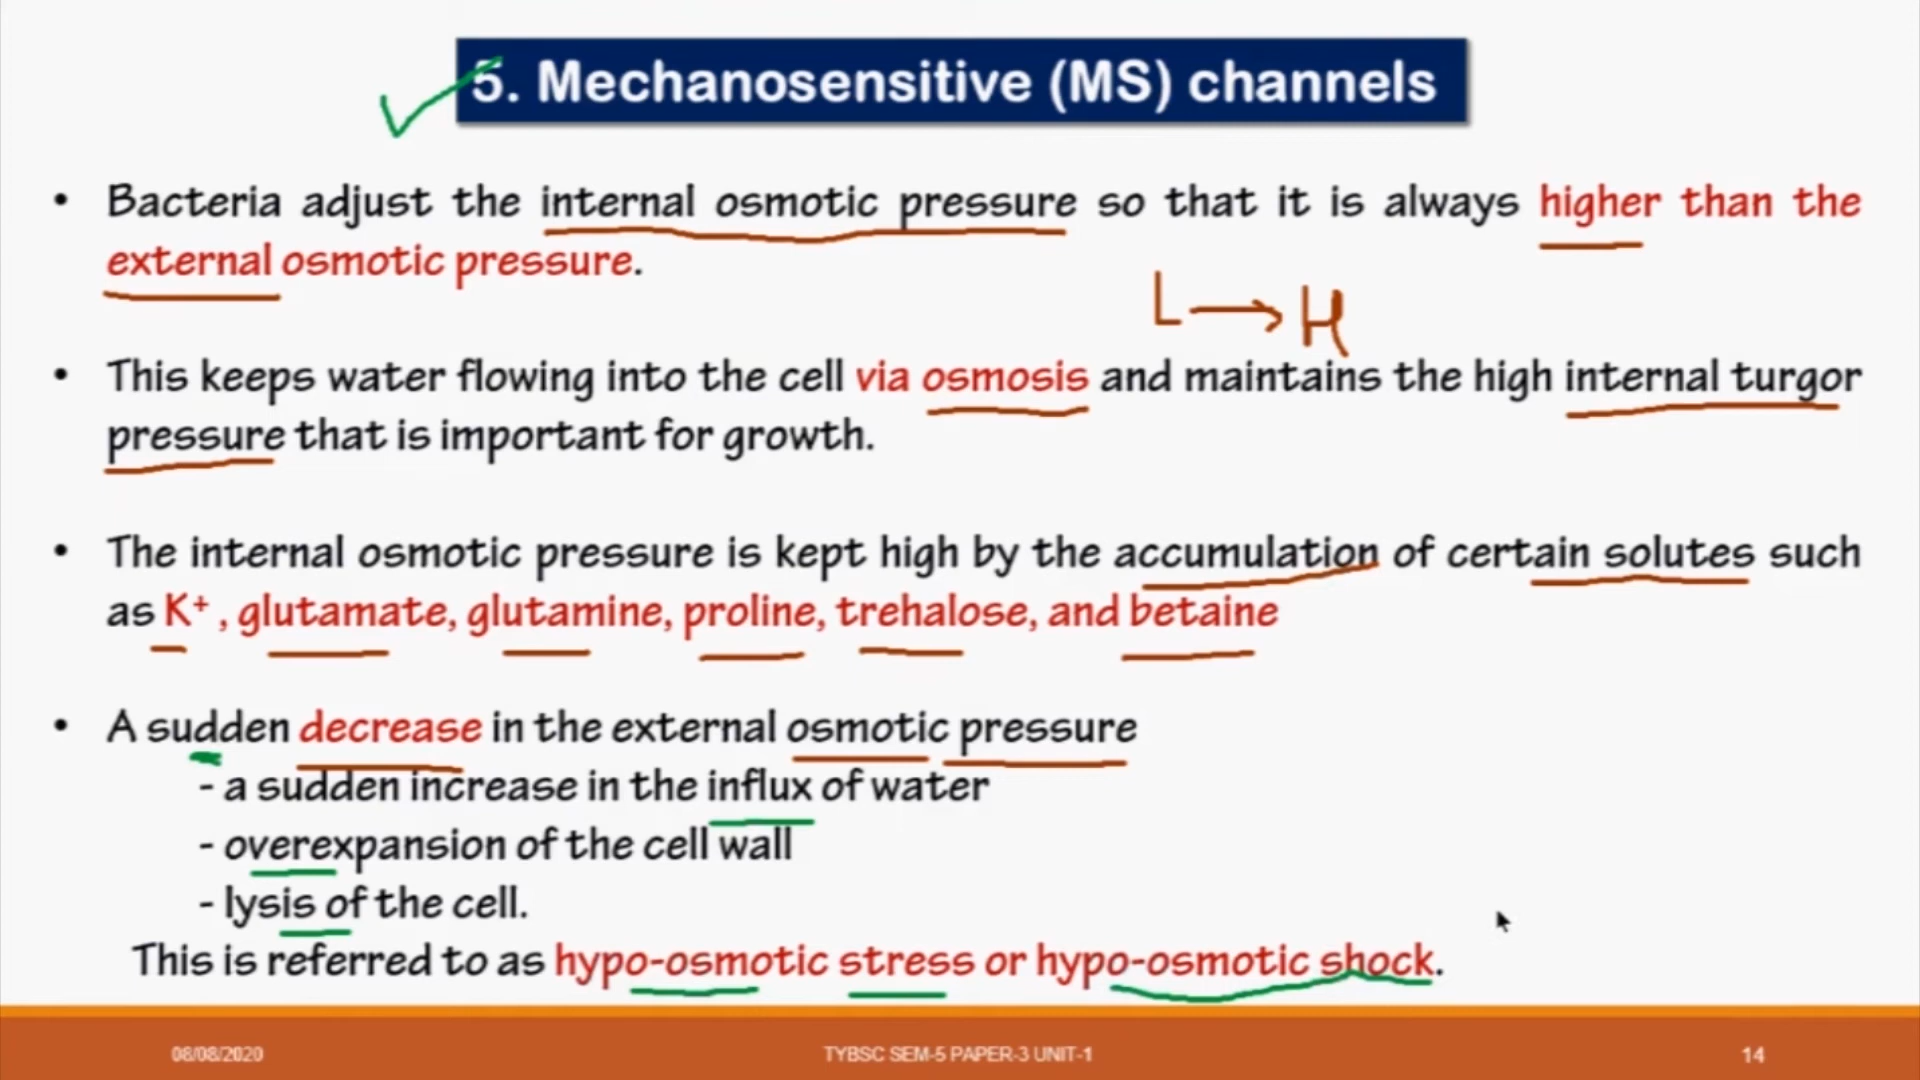 5. Mechanosensitive (MS) channels
• Bacteria adjust the internal osmotic pressure so that it is always higher than the
external osmotic pressure.
L → H
• This keeps water flowing into the cell via osmosis and maintains the high internal turgor
pressure that is important for growth.
• The internal osmotic pressure is kept high by the accumulation of certain solutes such
as K⁺, glutamate, glutamine, proline, trehalose, and betaine
• A sudden decrease in the external osmotic pressure
- a sudden increase in the influx of water
- overexpansion of the cell wall
- lysis of the cell.
This is referred to as hypo-osmotic stress or hypo-osmotic shock.
08/08/2020 TYBSC SEM-5 PAPER-3 UNIT-1 14